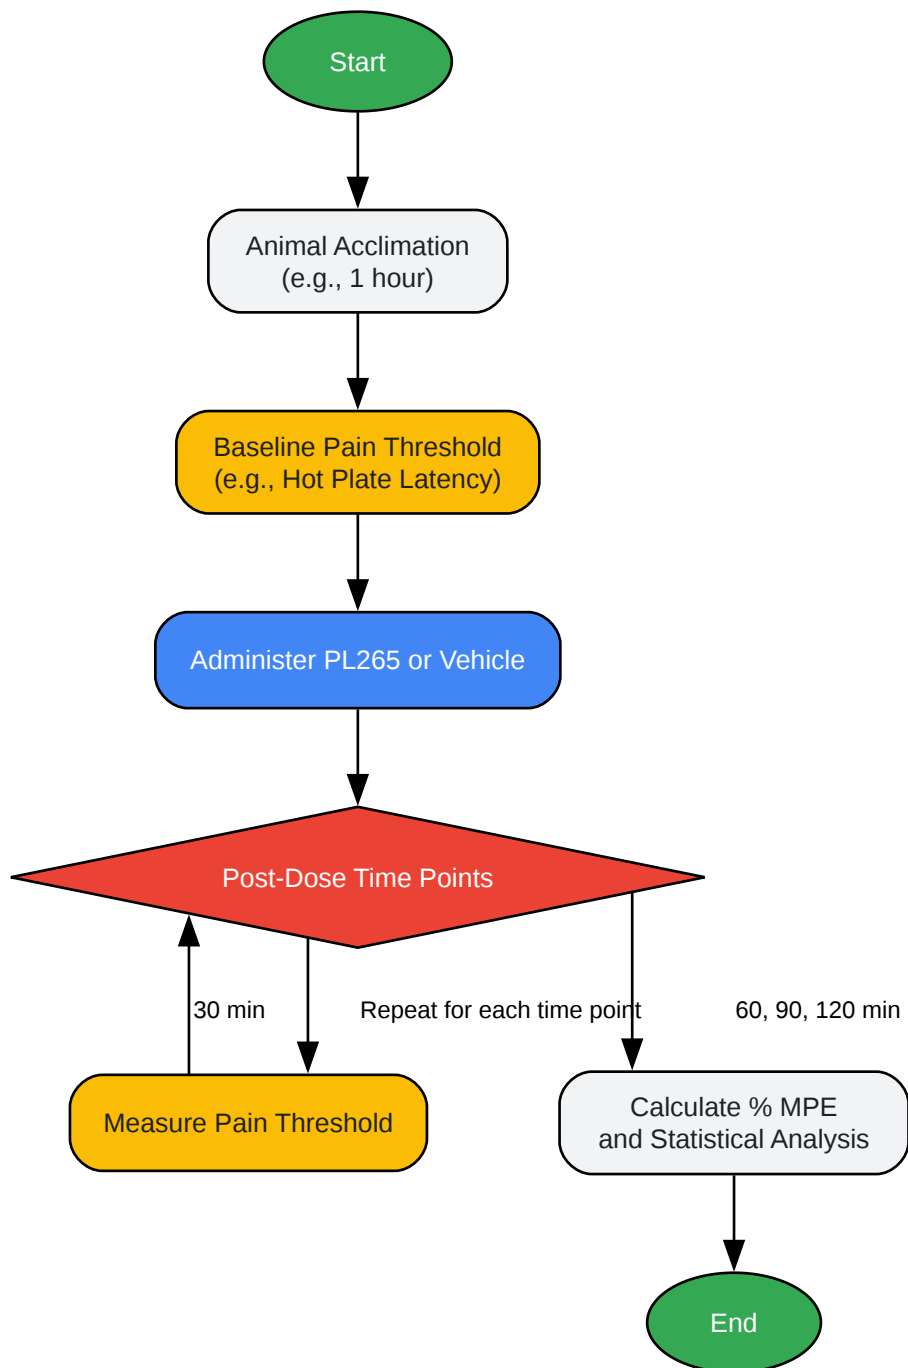 Start
Animal Acclimation
(e.g., 1 hour)
Baseline Pain Threshold
(e.g., Hot Plate Latency)
Administer PL265 or Vehicle
Post-Dose Time Points
30 min
Repeat for each time point
60, 90, 120 min
Measure Pain Threshold
Calculate % MPE
and Statistical Analysis
End